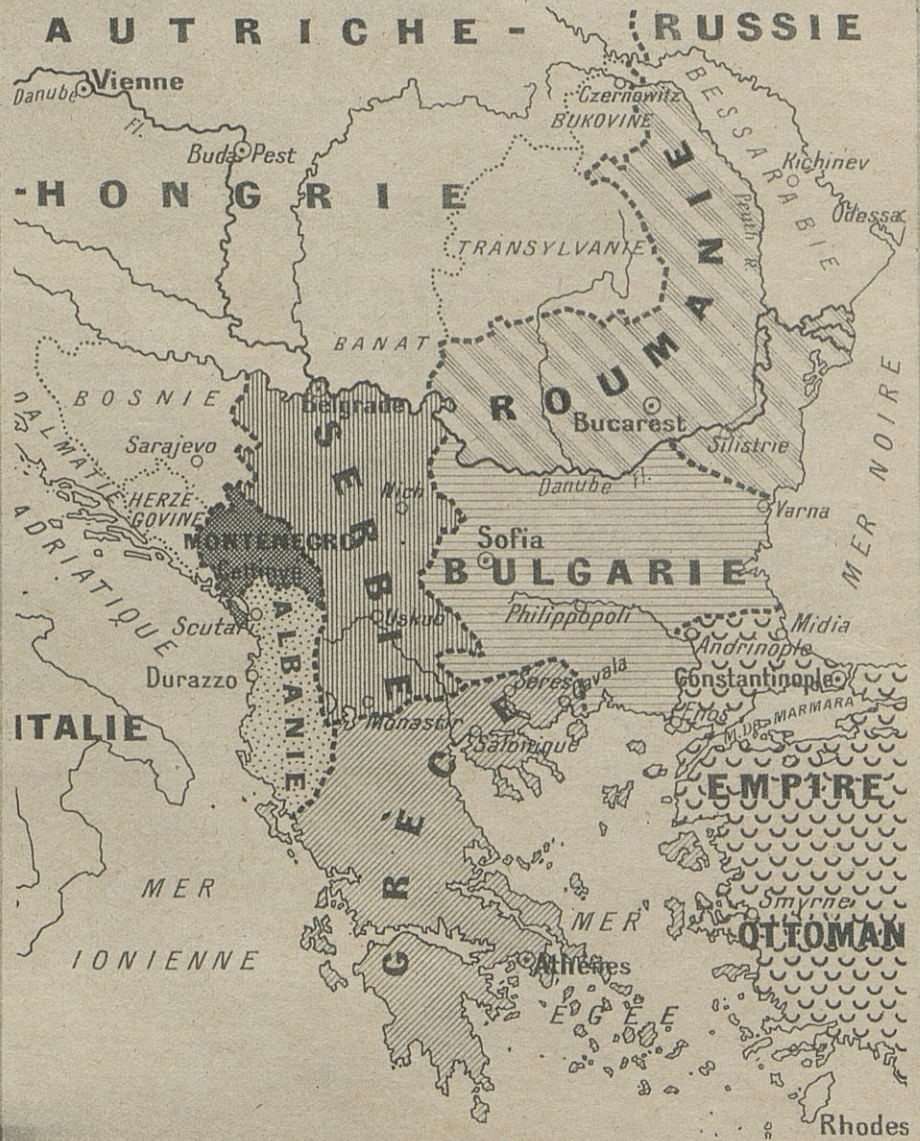 AUTRICHE-
RUSSIE
Danube
Vienne
Fl.
Czernowitz
BESSARABIE
BUKOVINE
Buda Pest
Kichinev
-HONGRIE
Odessa
Pruth R.
TRANSYLVANIE
BANAT
ROUMANIE
BOSNIE
Belgrade
Bucarest
DALMATIE
Sarajevo
Silistrie
MER NOIRE
SERBIE
Nich
Danube Fl.
HERZE
GOVINE
Varna
ADRIATIQUE
MONTENEGRO
Sofia
BULGARIE
Scutari
Uskub
Philippopoli
Midia
Andrinople
ALBANIE
Durazzo
Seres
Cavala
Constantinople
ITALIE
Monastir
Enos
M. DE MARMARA
Salonique
EMPIRE
GRÈCE
MER
IONIENNE
MER
EGÉE
Smyrne
OTTOMAN
Athènes
Rhodes